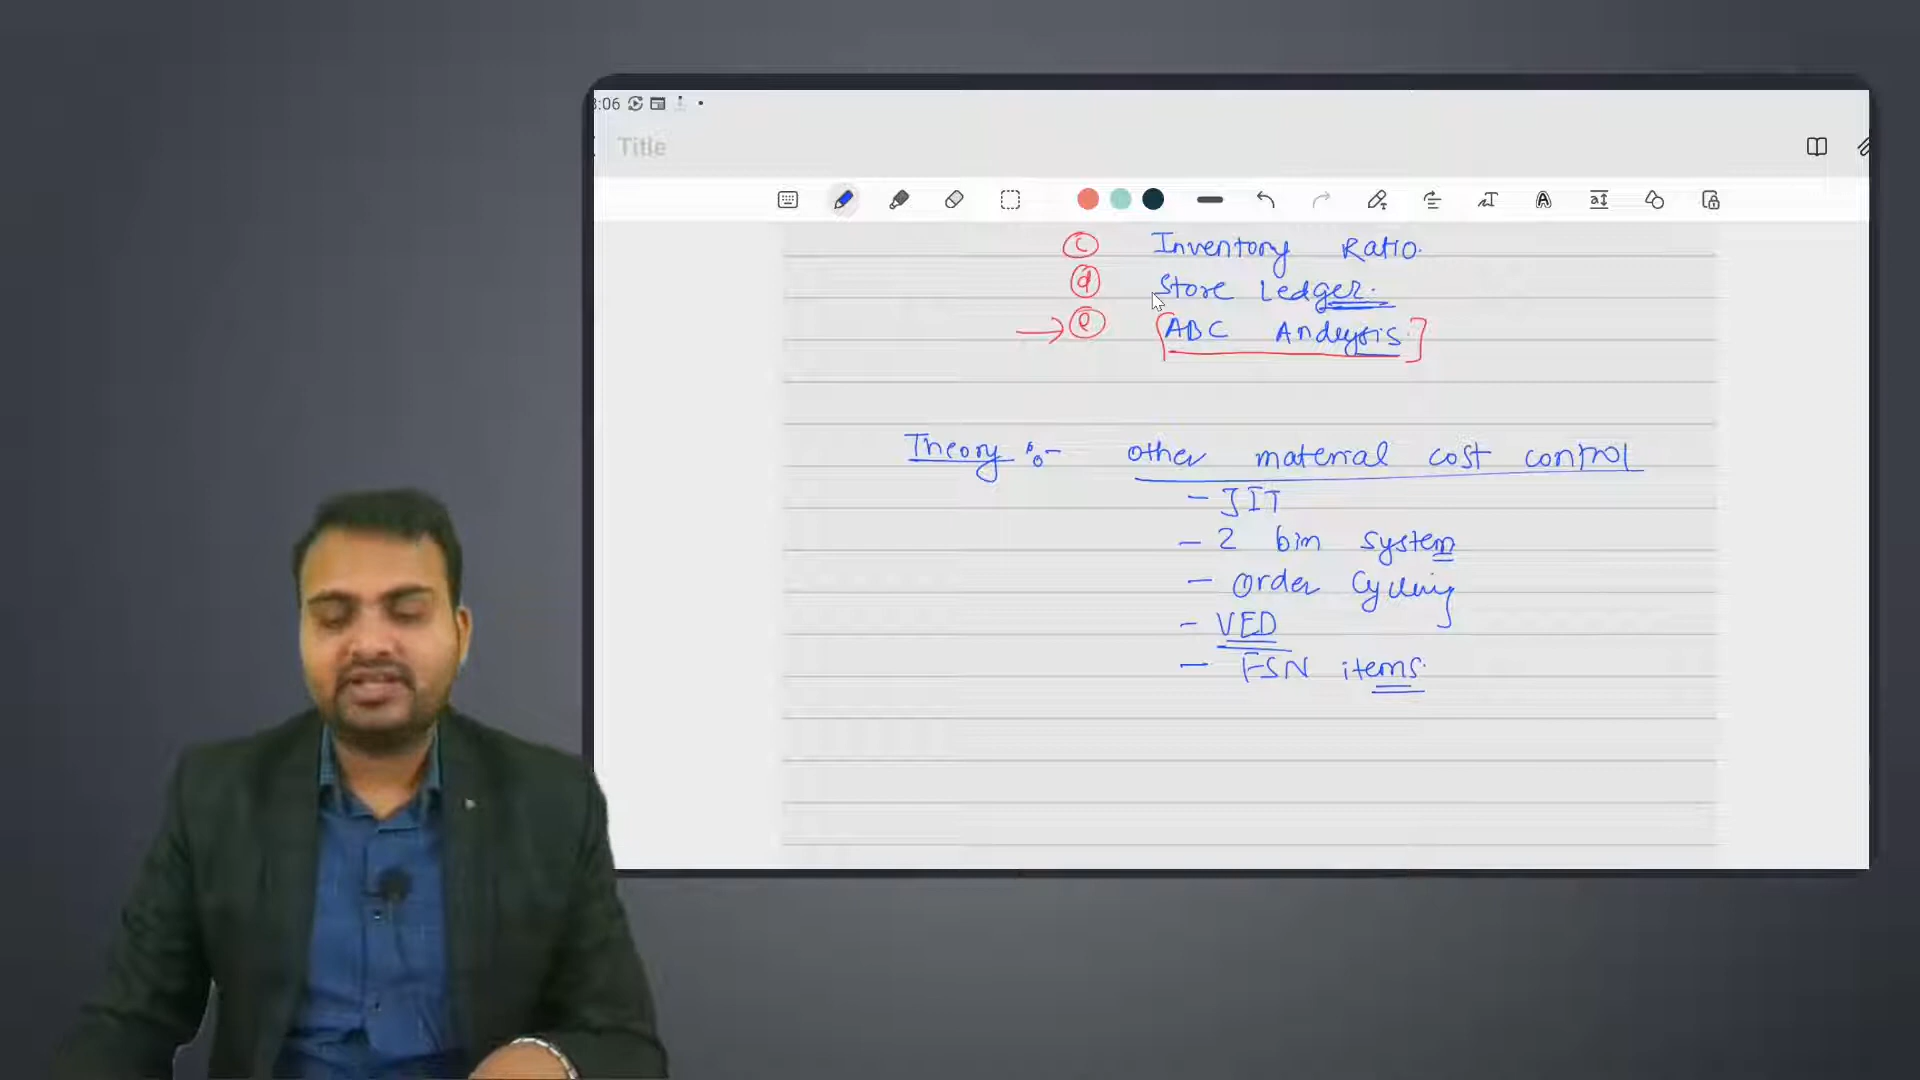 3:06
Title
(c) Inventory Ratio.
(d) Store Ledger.
→ (e) [ABC Analysis.]
Theory :- other material cost control
- JIT
- 2 bin system
- order Cycling
- VED
- FSN items.